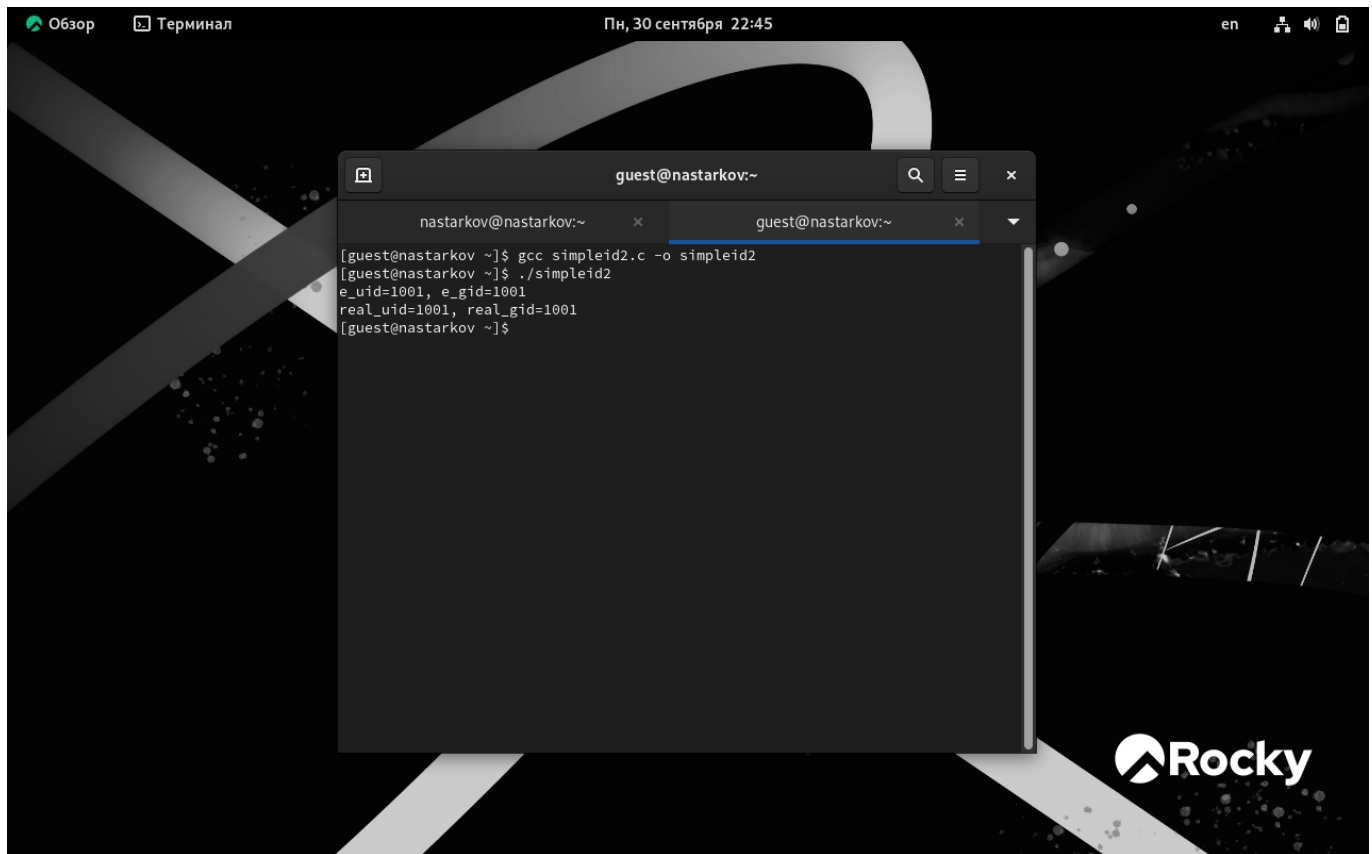 Обзор
Терминал
Пн, 30 сентября 22:45
en
guest@nastarkov:~
nastarkov@nastarkov:~
guest@nastarkov:~
[guest@nastarkov ~]$ gcc simpleid2.c -o simpleid2
[guest@nastarkov ~]$ ./simpleid2
e_uid=1001, e_gid=1001
real_uid=1001, real_gid=1001
[guest@nastarkov ~]$
Rocky